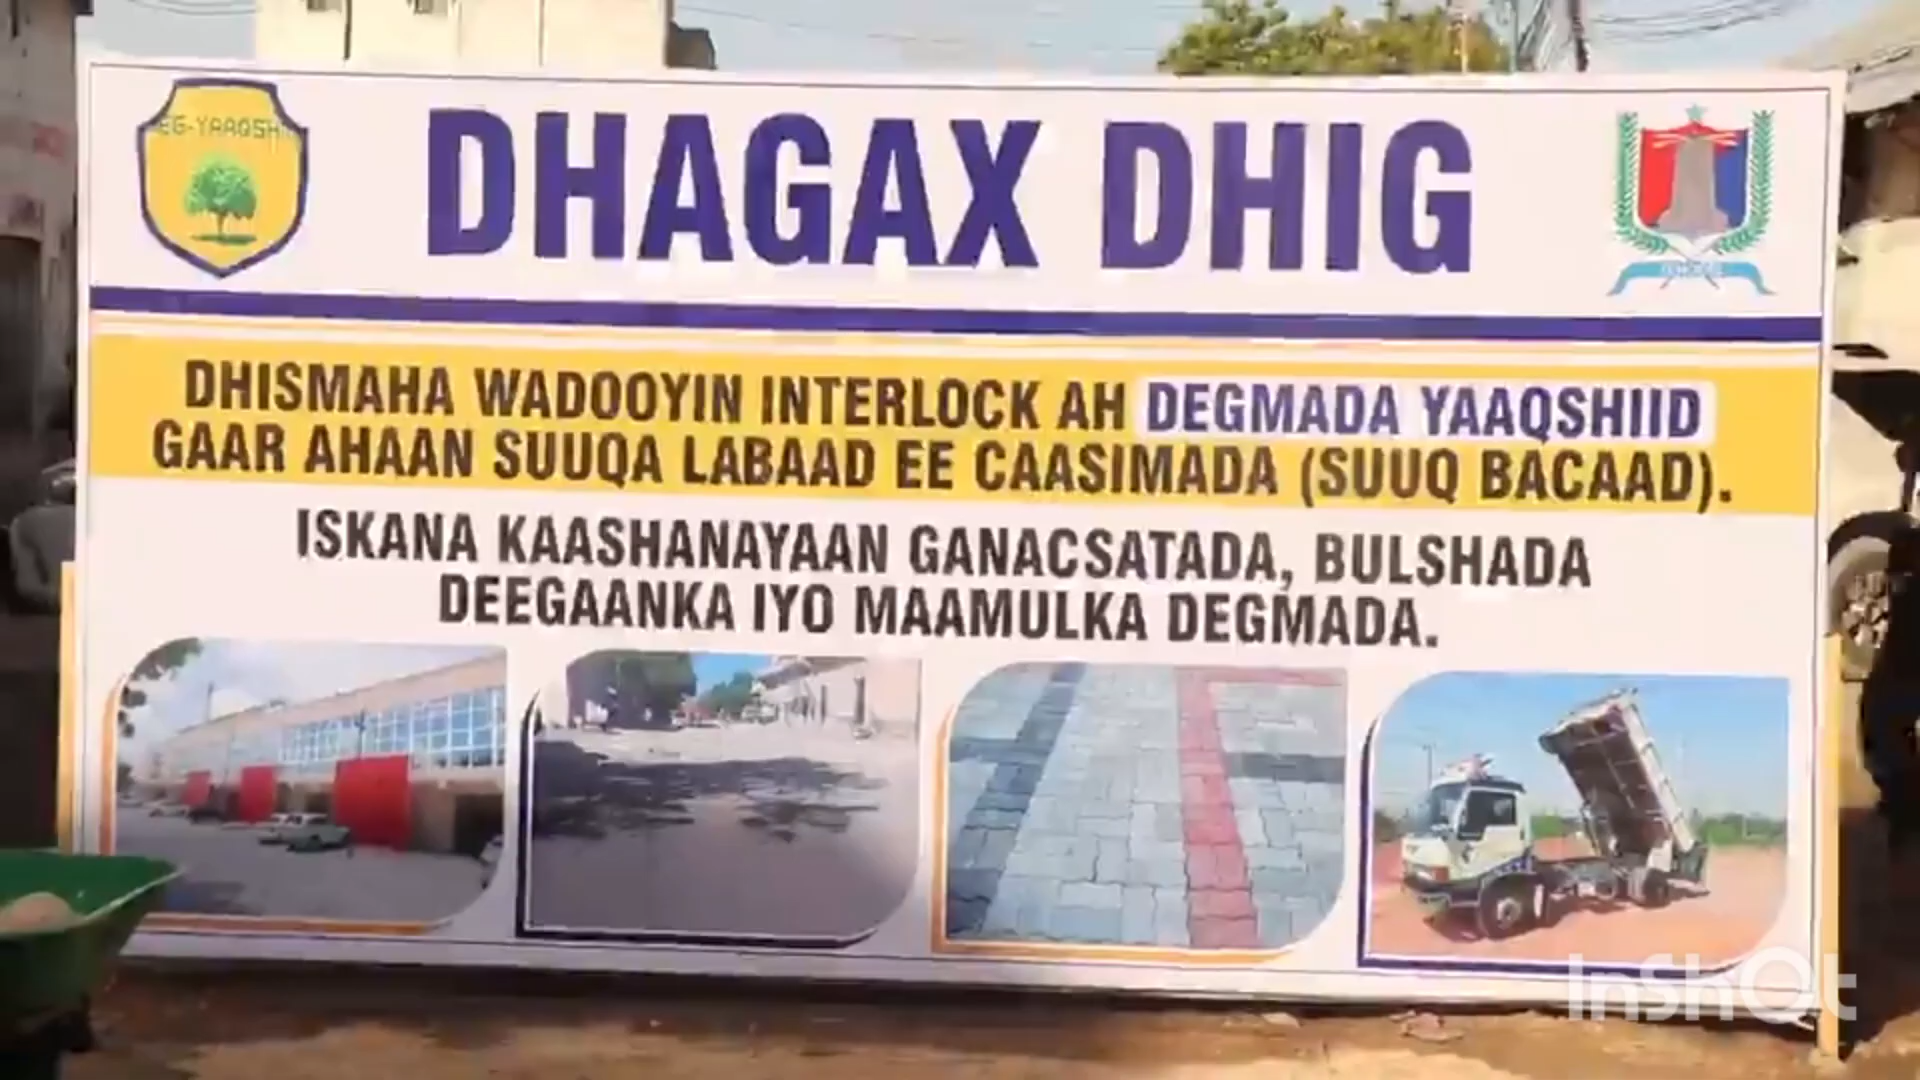 DHAGAX DHIG
DHISMAHA WADOOYIN INTERLOCK AH DEGMADA YAAQSHIID
GAAR AHAAN SUUQA LABAAD EE CAASIMADA (SUUQ BACAAD).
ISKANA KAASHANAYAAN GANACSATADA, BULSHADA
DEEGAANKA IYO MAAMULKA DEGMADA.
InShOt